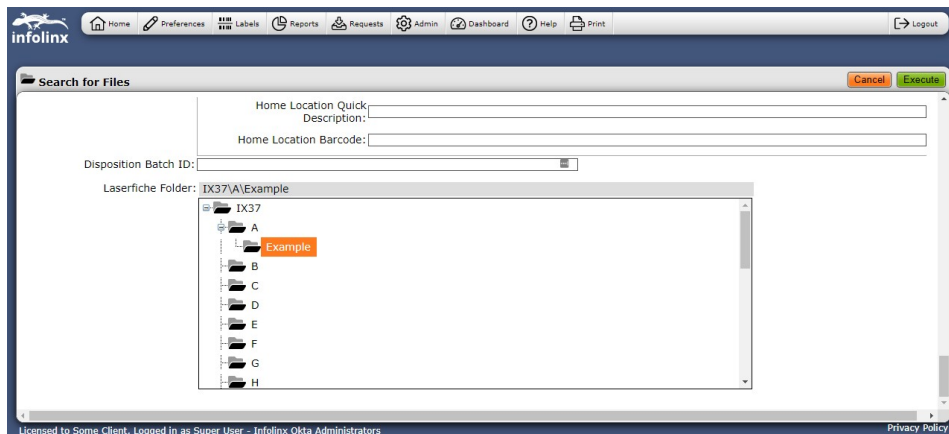 infolinx
Home Preferences Labels Reports Requests Admin Dashboard Help Print Logout
Search for Files Cancel Execute
Home Location Quick
Description:
Home Location Barcode:
Disposition Batch ID:
Laserfiche Folder: IX37\A\Example
IX37
A
Example
B
C
D
E
F
G
H
Licensed to Some Client, Logged in as Super User - Infolinx Okta Administrators Privacy Policy